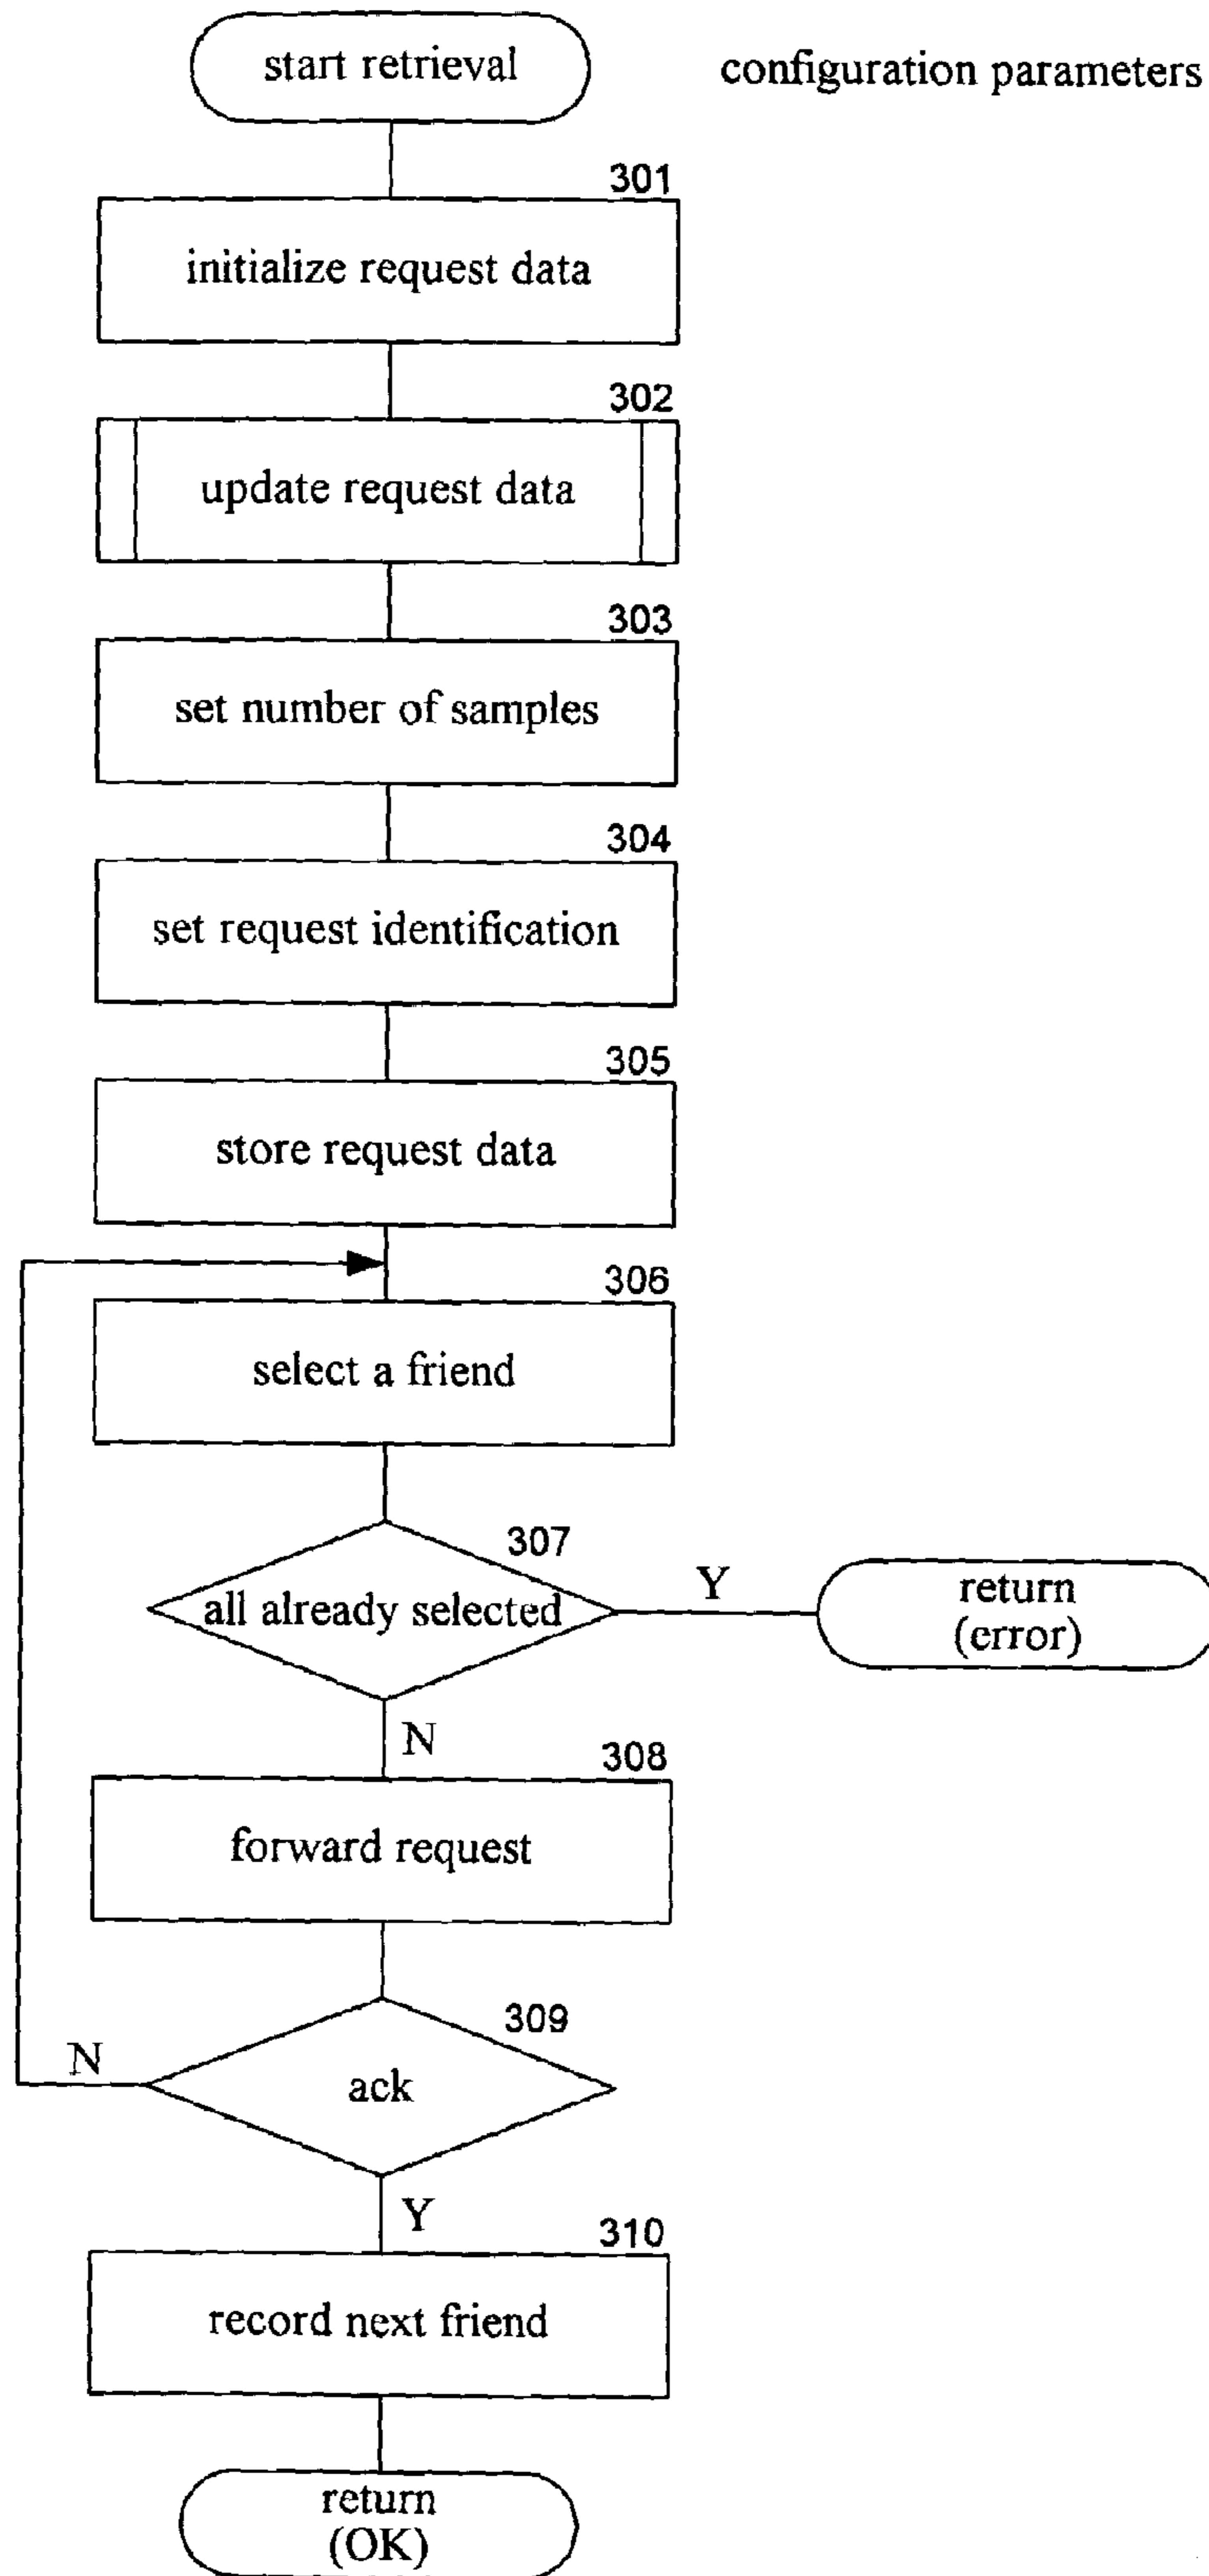 start retrieval
configuration parameters
301
initialize request data
302
update request data
303
set number of samples
304
set request identification
305
store request data
306
select a friend
307
all already selected
Y
return
(error)
N
308
forward request
309
N
ack
Y
310
record next friend
return
(OK)